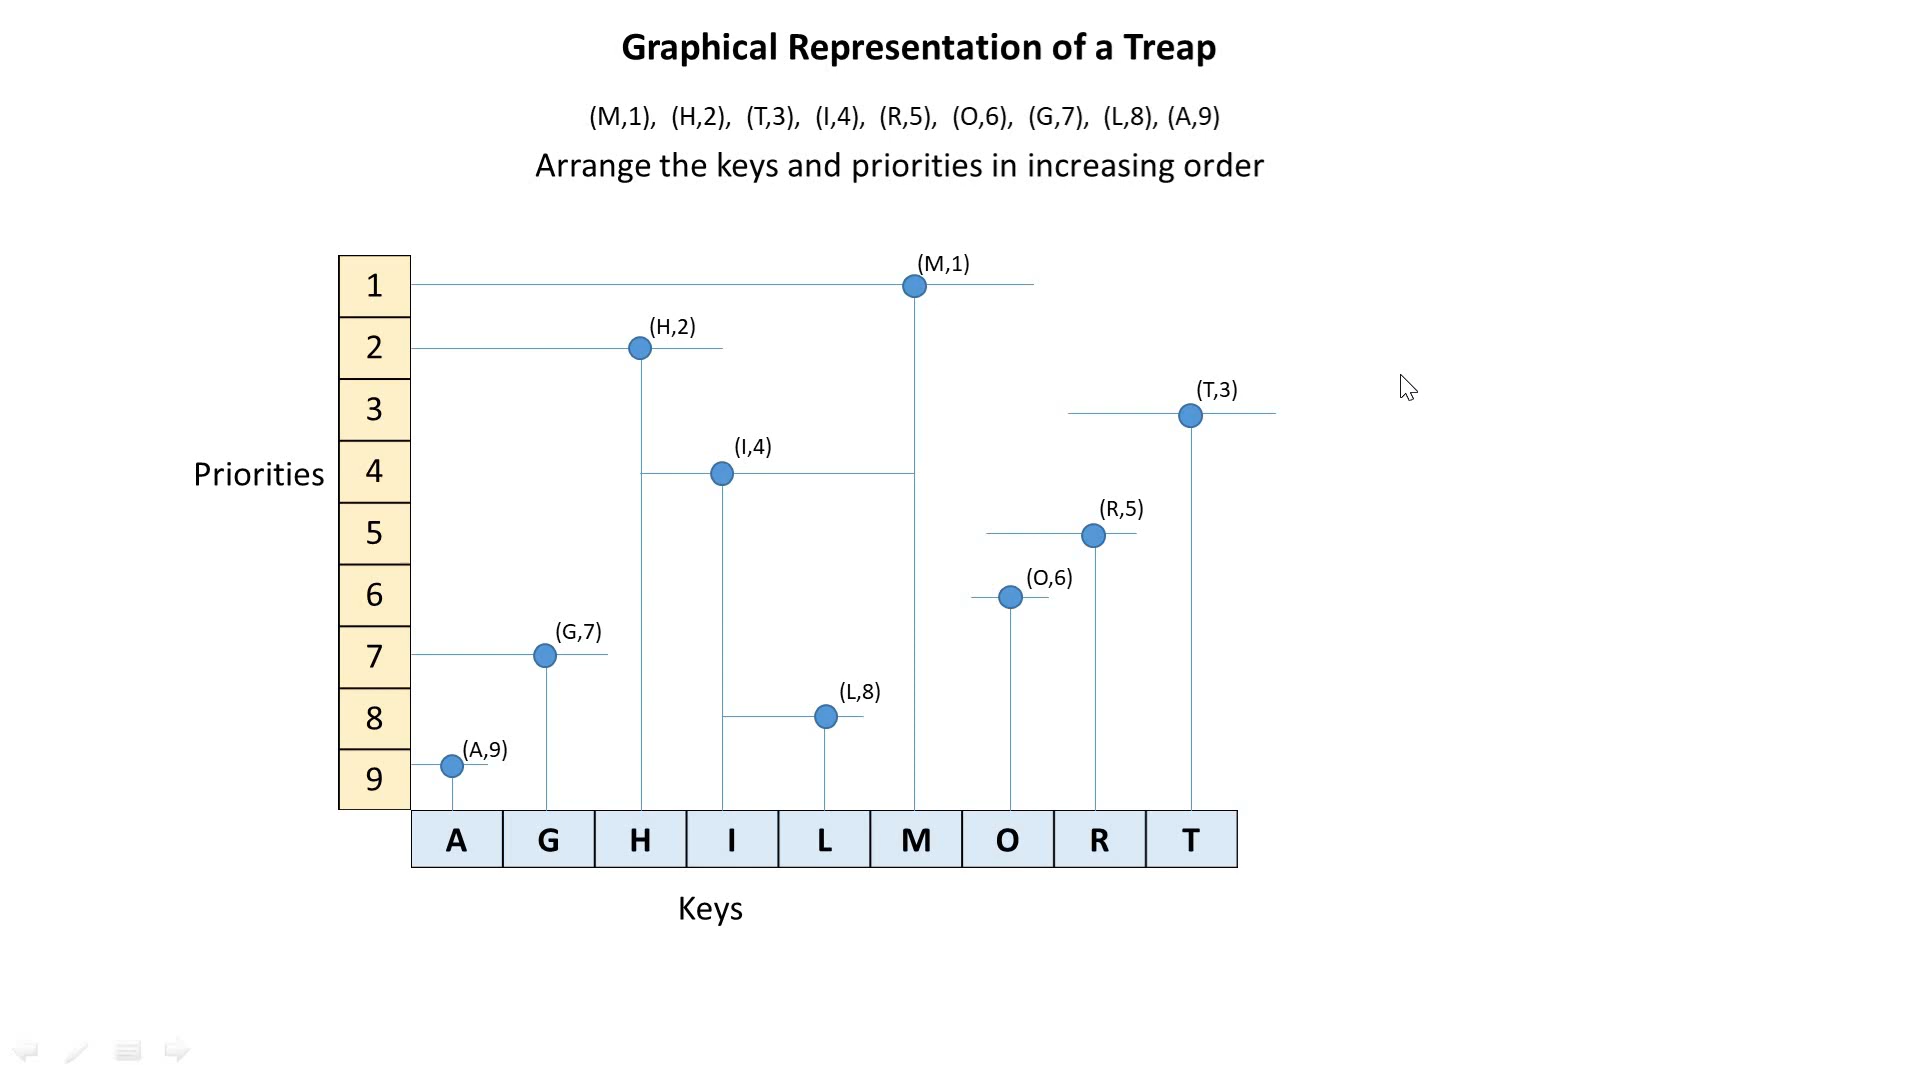 Graphical Representation of a Treap
(M,1), (H,2), (T,3), (I,4), (R,5), (O,6), (G,7), (L,8), (A,9)
Arrange the keys and priorities in increasing order
(M,1)
1
(H,2)
2
(T,3)
3
(I,4)
Priorities
4
(R,5)
5
(O,6)
6
(G,7)
7
(L,8)
8
(A,9)
9
A G H I L M O R T
Keys